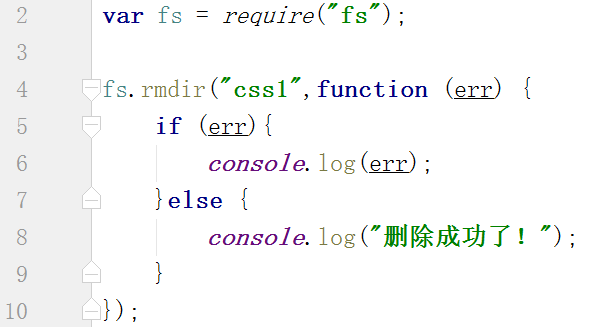 2 var fs = require("fs");
3
4 fs.rmdir("css1",function (err) {
5 if (err){
6 console.log(err);
7 }else {
8 console.log("删除成功了！");
9 }
10 });